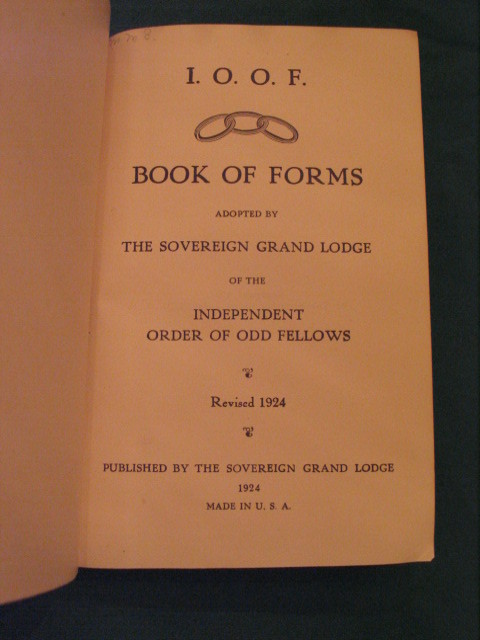 I. O. O. F.
BOOK OF FORMS
ADOPTED BY
THE SOVEREIGN GRAND LODGE
OF THE
INDEPENDENT
ORDER OF ODD FELLOWS
Revised 1924
PUBLISHED BY THE SOVEREIGN GRAND LODGE
1924
MADE IN U. S. A.